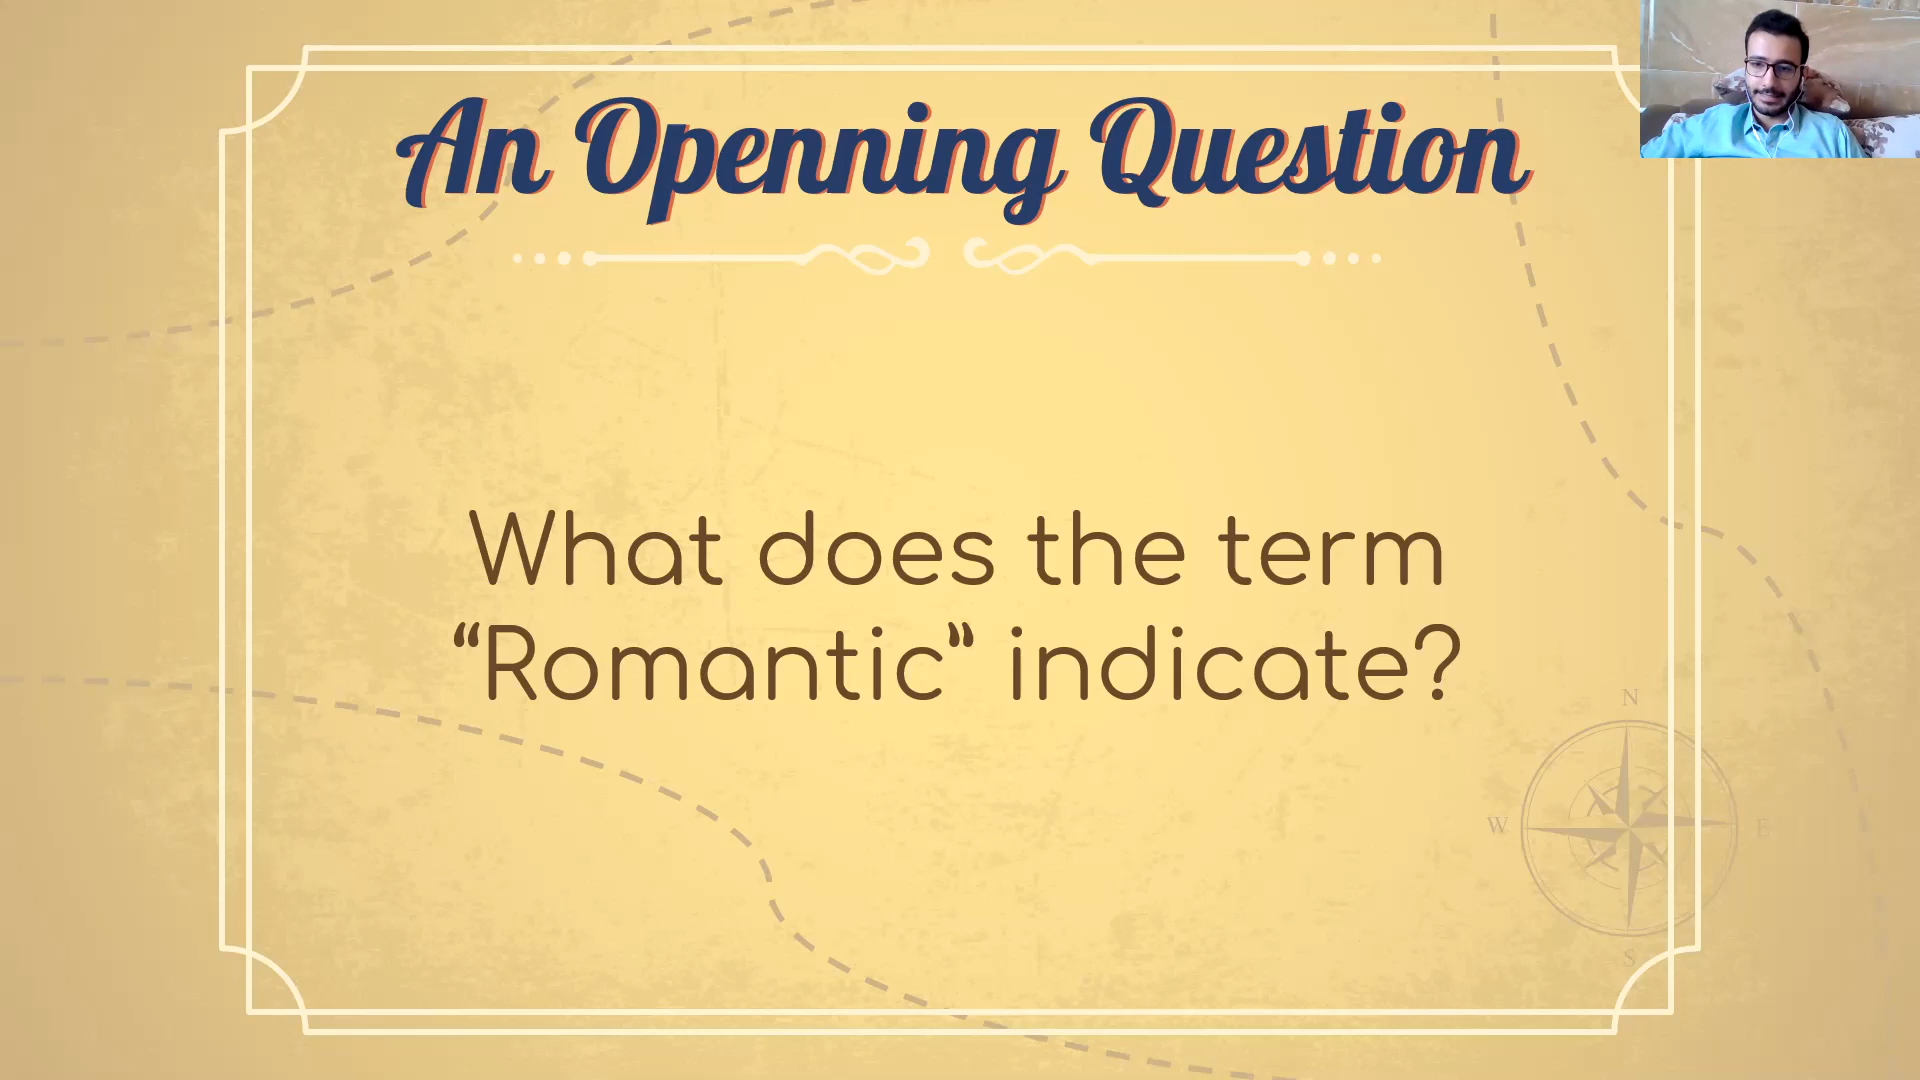 An Openning Question
What does the term
“Romantic” indicate?
N
W
E
S